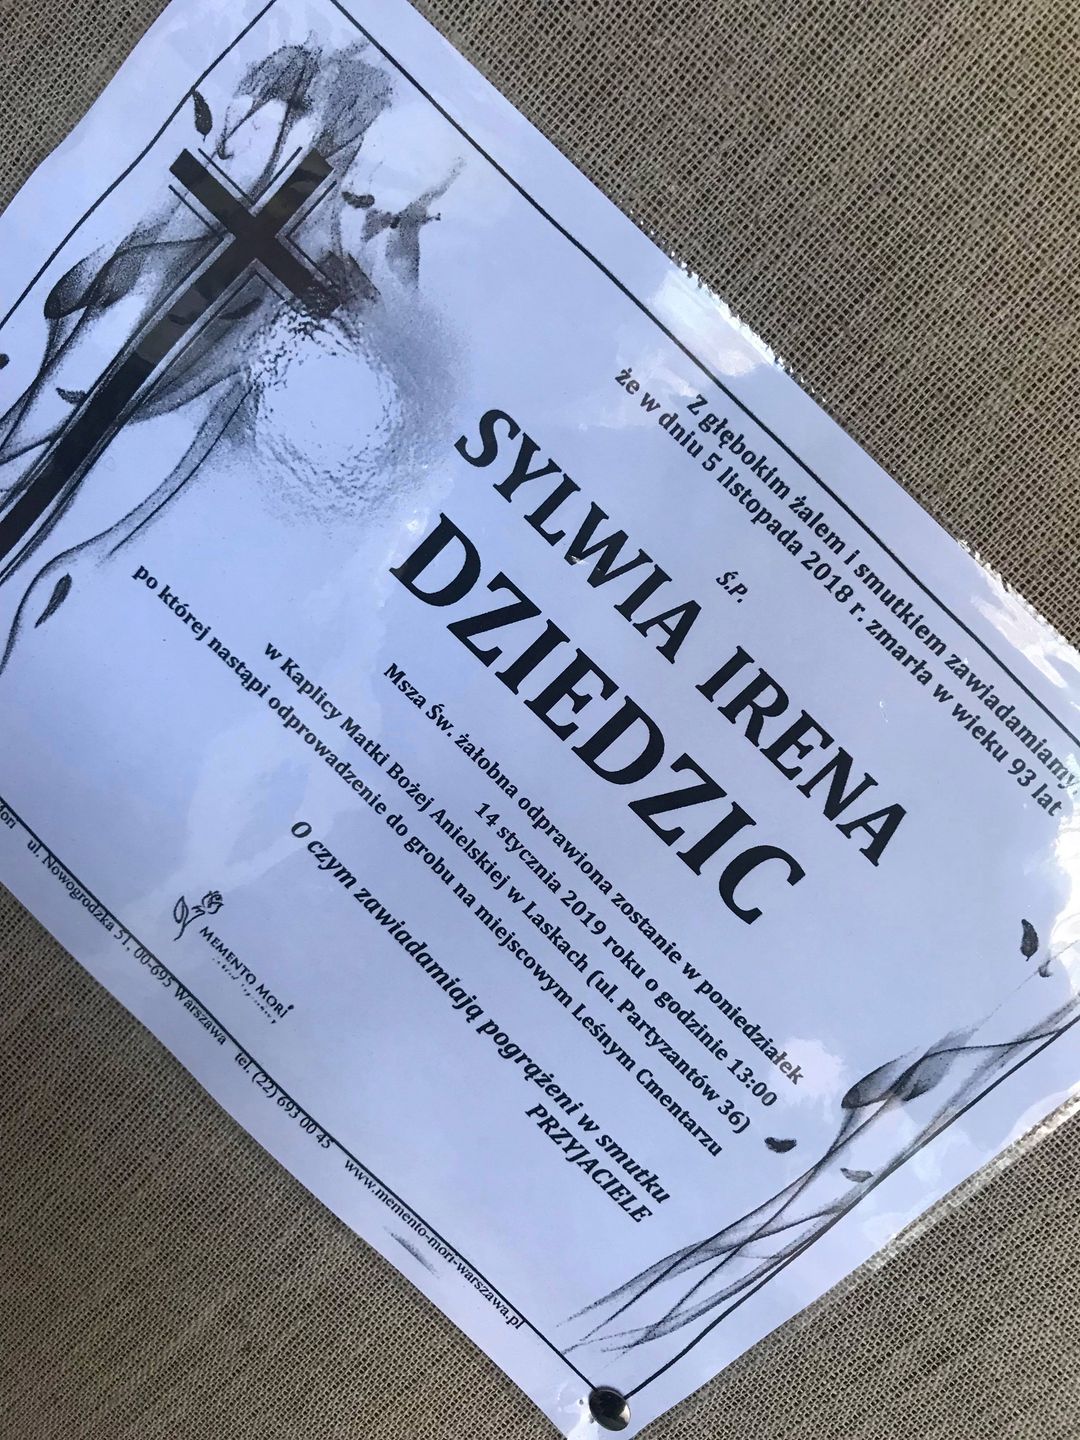 Z głębokim żalem i smutkiem zawiadamiamy,
że w dniu 5 listopada 2018 r. zmarła w wieku 93 lat
Ś.P.
SYLWIA IRENA
DZIEDZIC
Msza Św. żałobna odprawiona zostanie w poniedziałek
14 stycznia 2019 roku o godzinie 13:00
w Kaplicy Matki Bożej Anielskiej w Laskach (ul. Partyzantów 36)
po której nastąpi odprowadzenie do grobu na miejscowym Leśnym Cmentarzu
O czym zawiadamiają pogrążeni w smutku
PRZYJACIELE
MEMENTO MORI
Mori ul. Nowogrodzka 51, 00-695 Warszawa tel. (22) 693 00 45 www.memento-mori-warszawa.pl